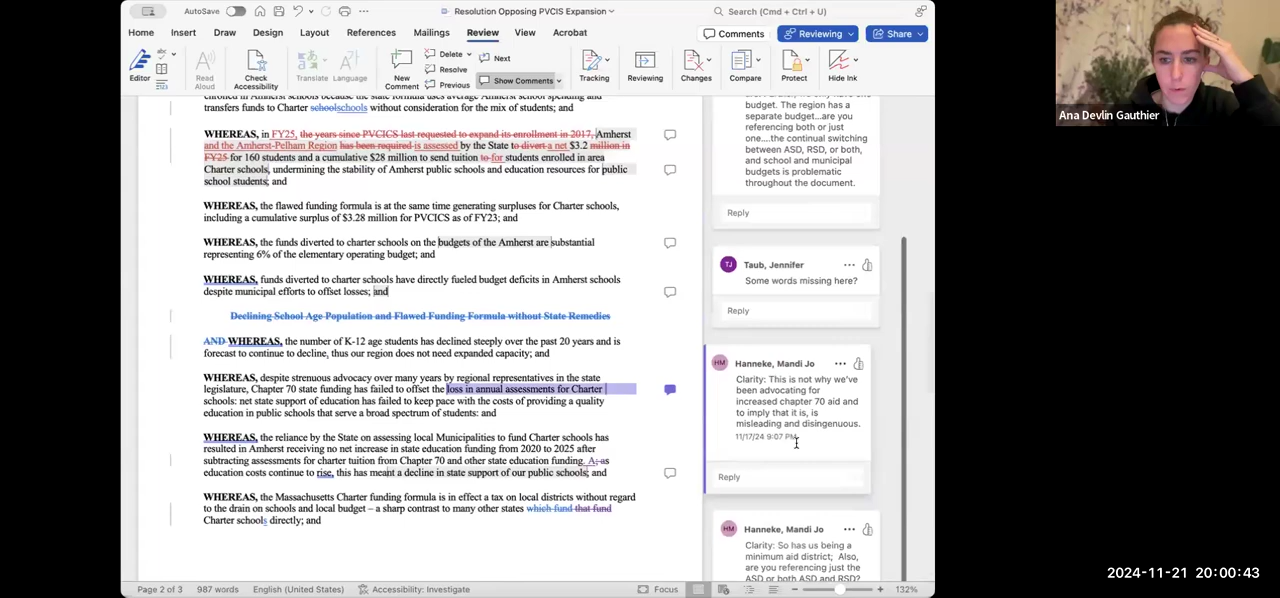 AutoSave
Resolution Opposing PVCIS Expansion
Search (Cmd + Ctrl + U)
Home Insert Draw Design Layout References Mailings Review View Acrobat
Comments Reviewing Share
Editor
Read Aloud
Check Accessibility
Translate
Language
New Comment
Delete
Resolve
Previous
Next
Show Comments
Tracking
Reviewing
Changes
Compare
Protect
Hide Ink
enrolled in Amherst schools because the state formula uses average Amherst school spending and
transfers funds to Charter schoolschools without consideration for the mix of students; and
WHEREAS, in FY25, the years since PVCICS last requested to expand its enrollment in 2017, Amherst
and the Amherst-Pelham Region has been required is assessed by the State to divert a net $3.2 million in
FY25 for 160 students and a cumulative $28 million to send tuition to for students enrolled in area
Charter schools, undermining the stability of Amherst public schools and education resources for public
school students; and
WHEREAS, the flawed funding formula is at the same time generating surpluses for Charter schools,
including a cumulative surplus of $3.28 million for PVCICS as of FY23; and
WHEREAS, the funds diverted to charter schools on the budgets of the Amherst are substantial
representing 6% of the elementary operating budget; and
WHEREAS, funds diverted to charter schools have directly fueled budget deficits in Amherst schools
despite municipal efforts to offset losses; and
Declining School Age Population and Flawed Funding Formula without State Remedies
AND WHEREAS, the number of K-12 age students has declined steeply over the past 20 years and is
forecast to continue to decline, thus our region does not need expanded capacity; and
WHEREAS, despite strenuous advocacy over many years by regional representatives in the state
legislature, Chapter 70 state funding has failed to offset the loss in annual assessments for Charter
schools: net state support of education has failed to keep pace with the costs of providing a quality
education in public schools that serve a broad spectrum of students: and
WHEREAS, the reliance by the State on assessing local Municipalities to fund Charter schools has
resulted in Amherst receiving no net increase in state education funding from 2020 to 2025 after
subtracting assessments for charter tuition from Chapter 70 and other state education funding. A; as
education costs continue to rise, this has meant a decline in state support of our public schools; and
WHEREAS, the Massachusetts Charter funding formula is in effect a tax on local districts without regard
to the drain on schools and local budget – a sharp contrast to many other states which fund that fund
Charter schools directly; and
budget. The region has a
separate budget...are you
referencing both or just
one....the continual switching
between ASD, RSD, or both,
and school and municipal
budgets is problematic
throughout the document.
Reply
TJ Taub, Jennifer
Some words missing here?
Reply
HM Hanneke, Mandi Jo
Clarity: This is not why we've
been advocating for
increased chapter 70 aid and
to imply that it is, is
misleading and disingenuous.
11/17/24 9:07 PM
Reply
HM Hanneke, Mandi Jo
Clarity: So has us being a
minimum aid district; Also,
are you referencing just the
ASD or both ASD and RSD?
Page 2 of 3 987 words English (United States) Accessibility: Investigate Focus 132%
Ana Devlin Gauthier
2024-11-21 20:00:43